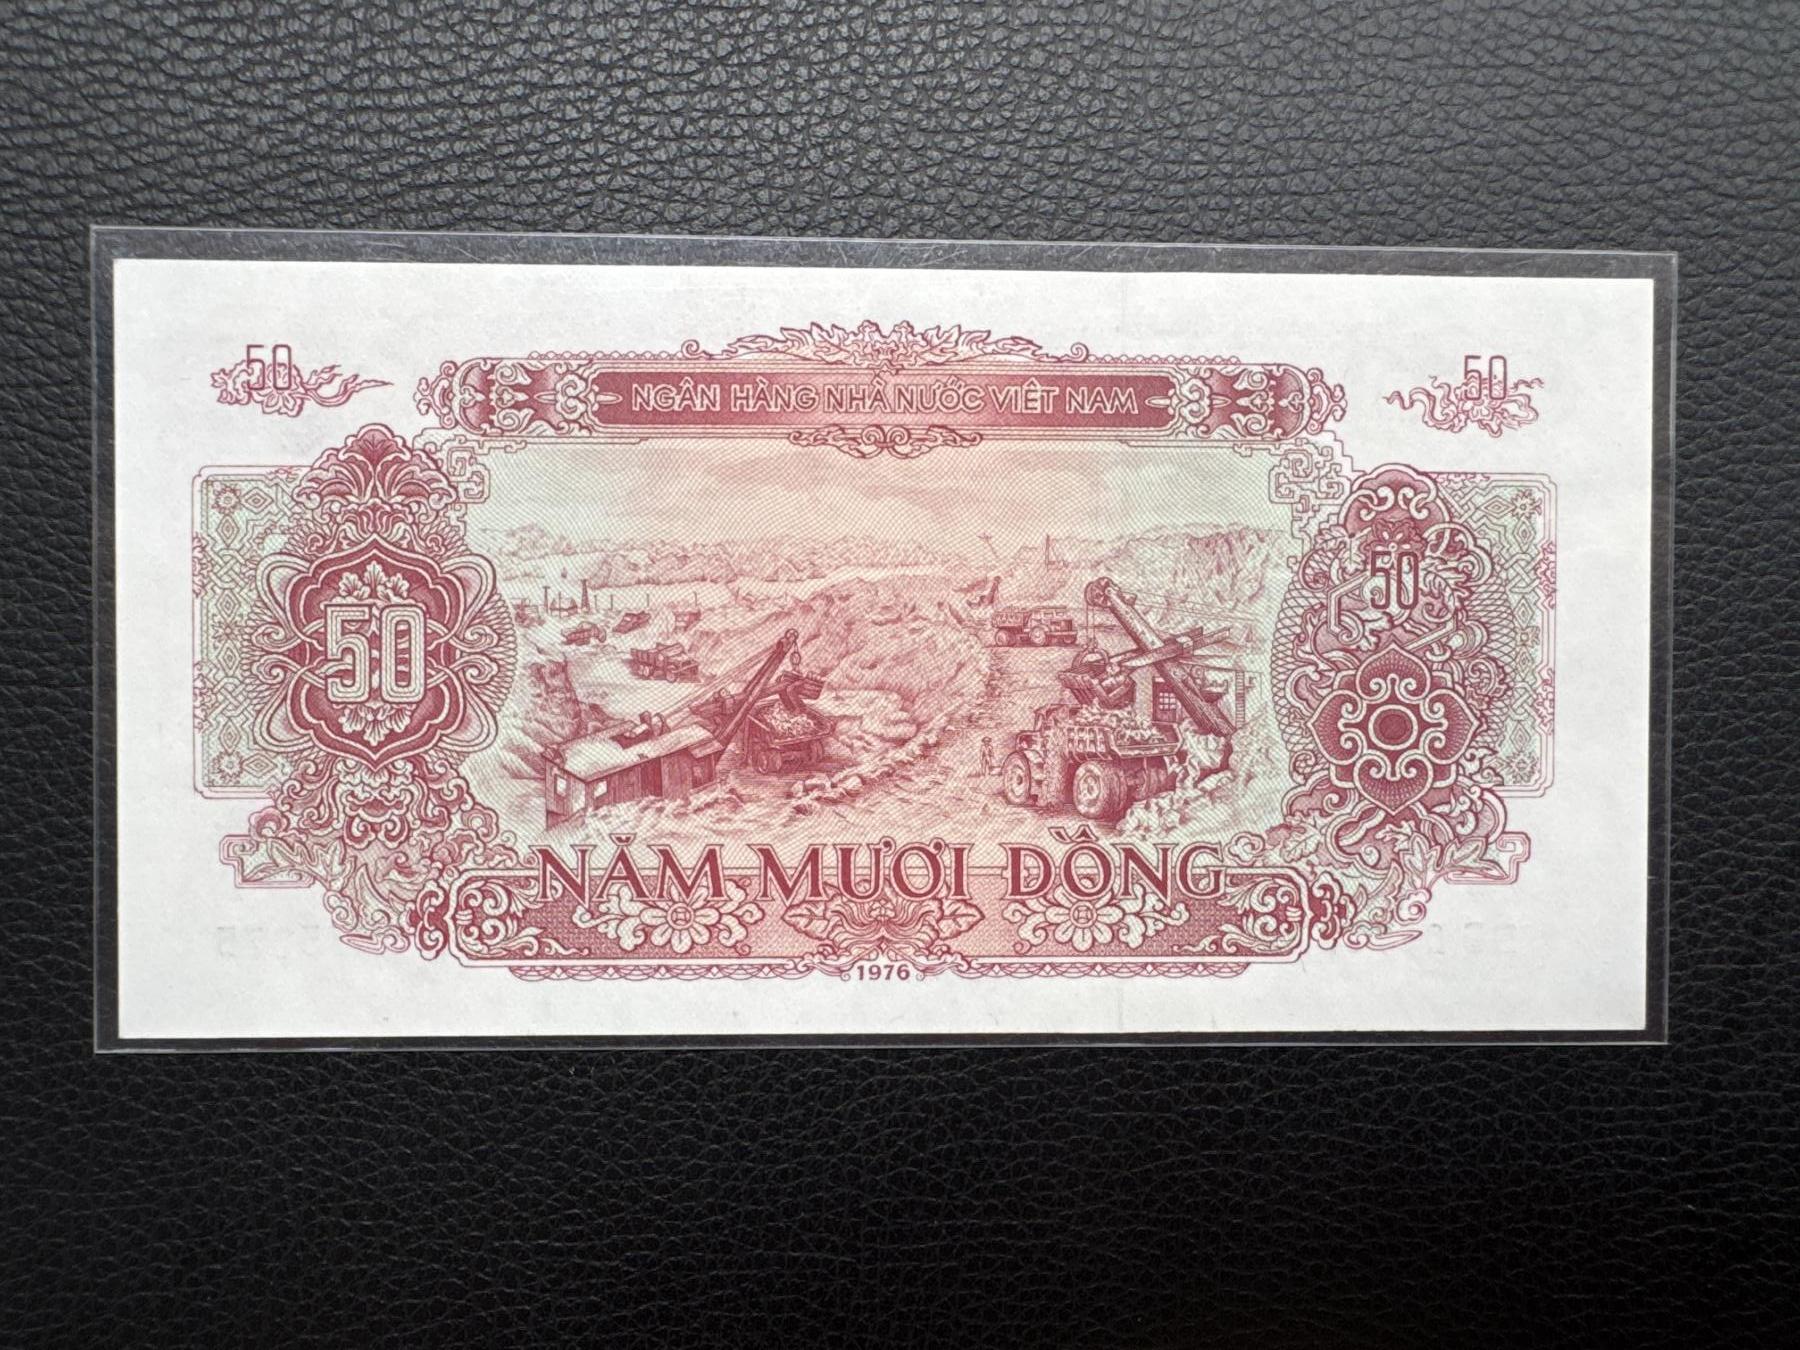 50 50
NGÂN HÀNG NHÀ NƯỚC VIỆT NAM
50 50
NĂM MƯƠI ĐỒNG
1976